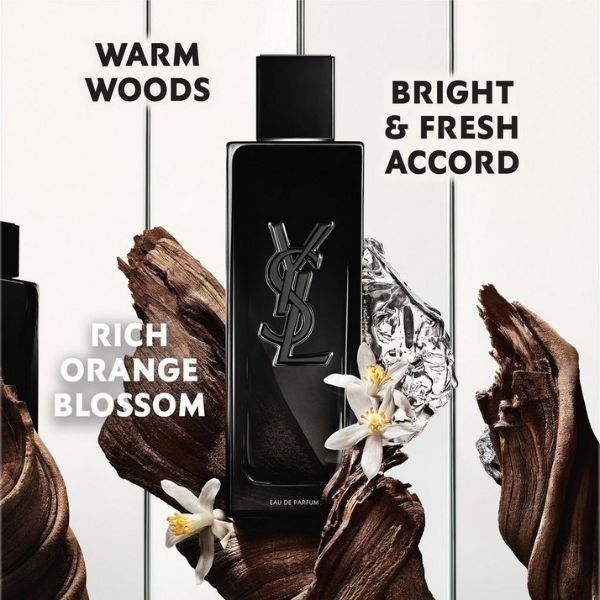 WARM
WOODS
BRIGHT
& FRESH
ACCORD
RICH
ORANGE
BLOSSOM
YSL
EAU DE PARFUM